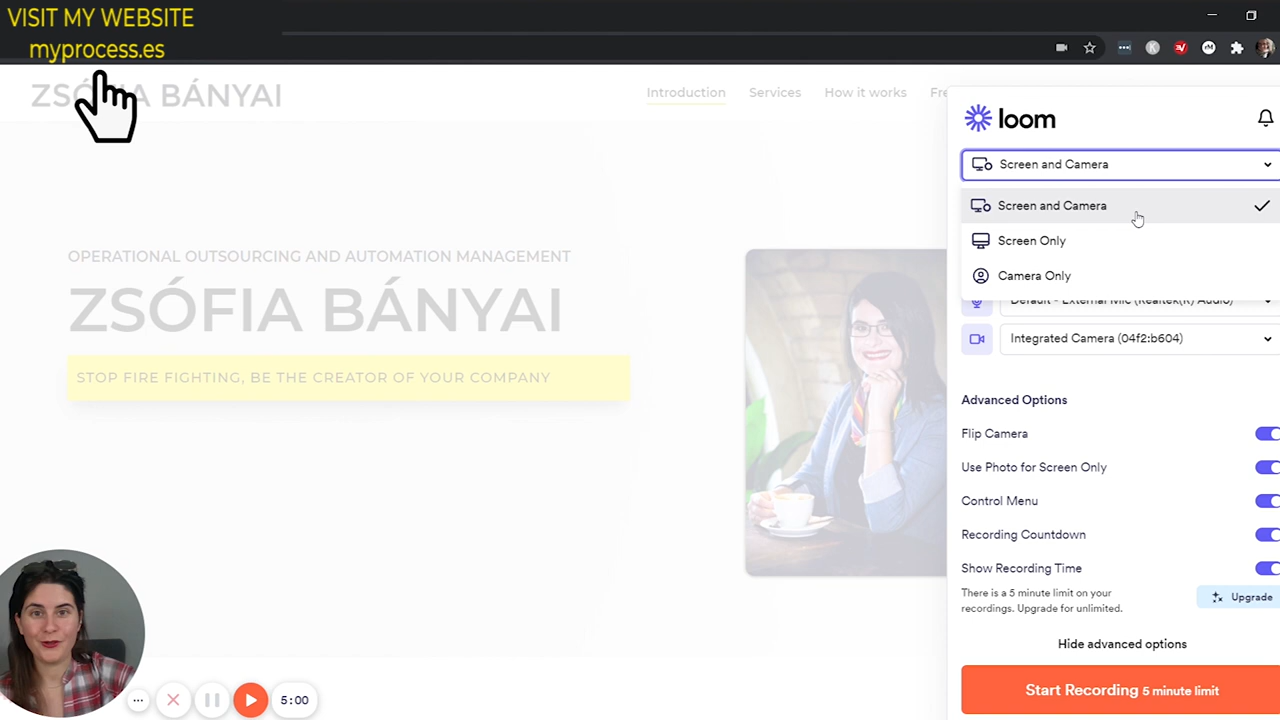 VISIT MY WEBSITE
myprocess.es
ZSÓFIA BÁNYAI
Introduction
Services
How it works
Fre
loom
Screen and Camera
Screen and Camera
Screen Only
Camera Only
Default - External Mic (Realtek(R) Audio)
Integrated Camera (04f2:b604)
OPERATIONAL OUTSOURCING AND AUTOMATION MANAGEMENT
ZSÓFIA BÁNYAI
STOP FIRE FIGHTING, BE THE CREATOR OF YOUR COMPANY
Advanced Options
Flip Camera
Use Photo for Screen Only
Control Menu
Recording Countdown
Show Recording Time
There is a 5 minute limit on your
recordings. Upgrade for unlimited.
Upgrade
Hide advanced options
Start Recording 5 minute limit
5:00